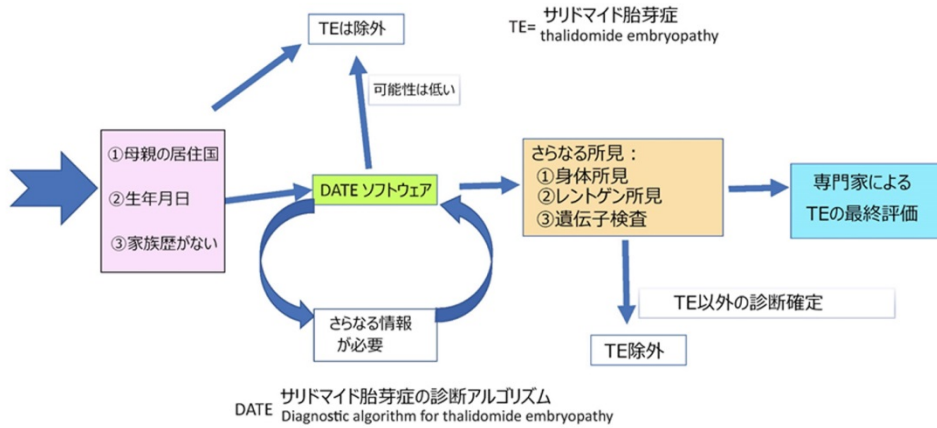 TEは除外
TE= サリドマイド胎芽症
thalidomide embryopathy
可能性は低い
①母親の居住国
②生年月日
③家族歴がない
DATE ソフトウェア
さらなる所見：
①身体所見
②レントゲン所見
③遺伝子検査
専門家による
TEの最終評価
さらなる情報
が必要
TE以外の診断確定
TE除外
DATE サリドマイド胎芽症の診断アルゴリズム
Diagnostic algorithm for thalidomide embryopathy